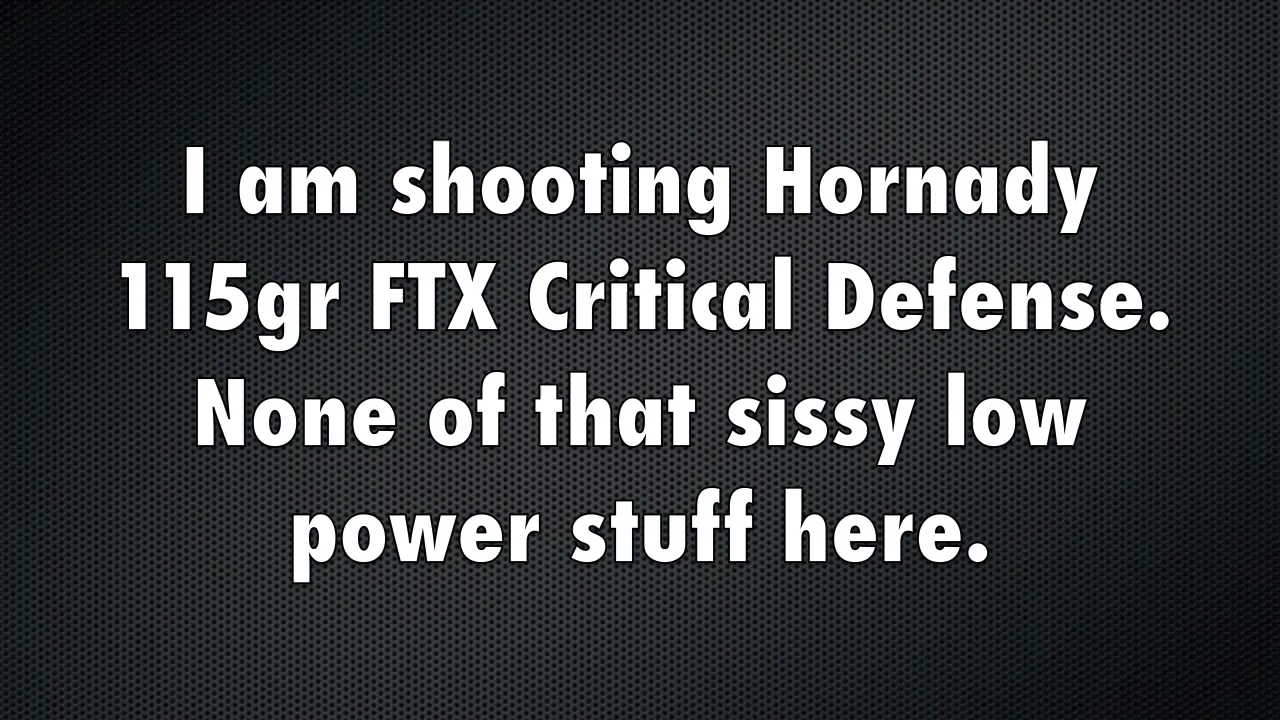 I am shooting Hornady
115gr FTX Critical Defense.
None of that sissy low
power stuff here.